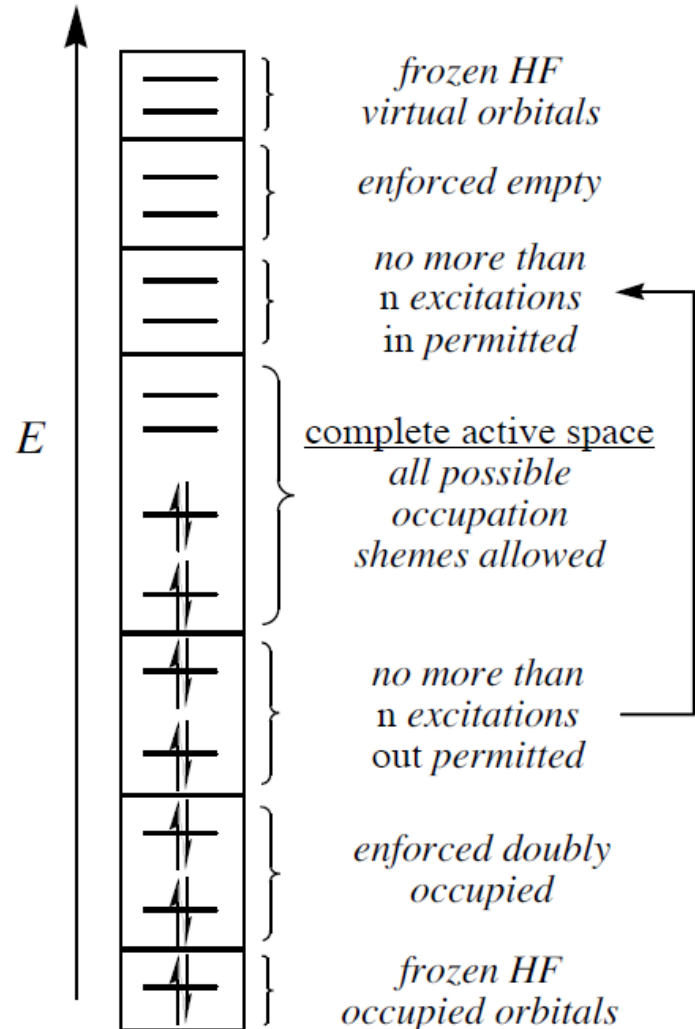 frozen HF
virtual orbitals
enforced empty
no more than
n excitations
in permitted
E
complete active space
all possible
occupation
shemes allowed
no more than
n excitations
out permitted
enforced doubly
occupied
frozen HF
occupied orbitals